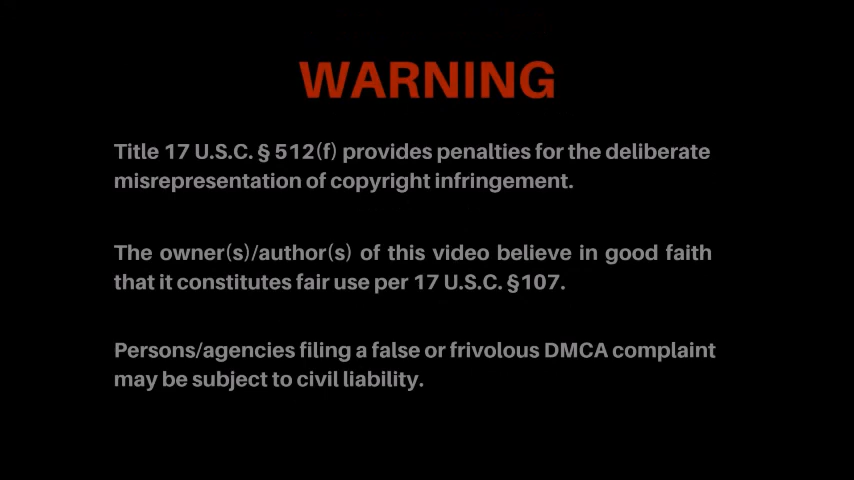 WARNING
Title 17 U.S.C. § 512(f) provides penalties for the deliberate
misrepresentation of copyright infringement.
The owner(s)/author(s) of this video believe in good faith
that it constitutes fair use per 17 U.S.C. §107.
Persons/agencies filing a false or frivolous DMCA complaint
may be subject to civil liability.